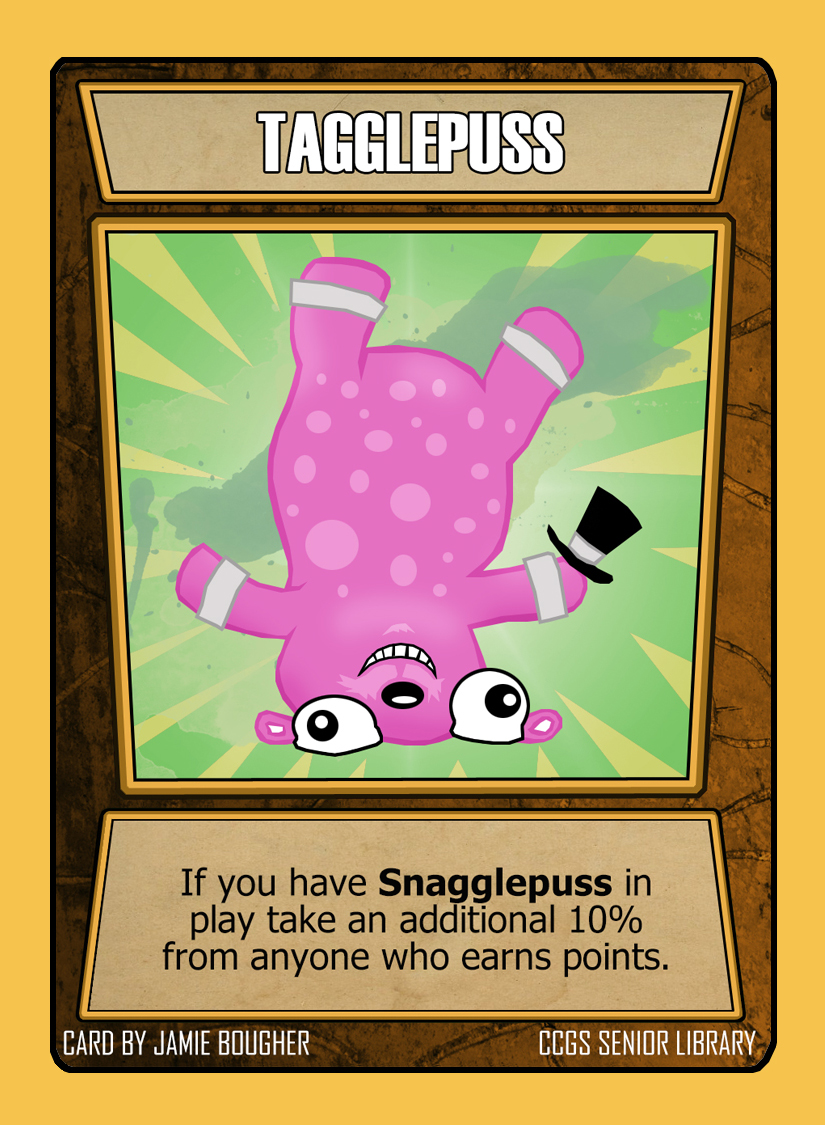 TAGGLEPUSS
If you have Snagglepuss in
play take an additional 10%
from anyone who earns points.
CARD BY JAMIE BOUGHER
CCGS SENIOR LIBRARY